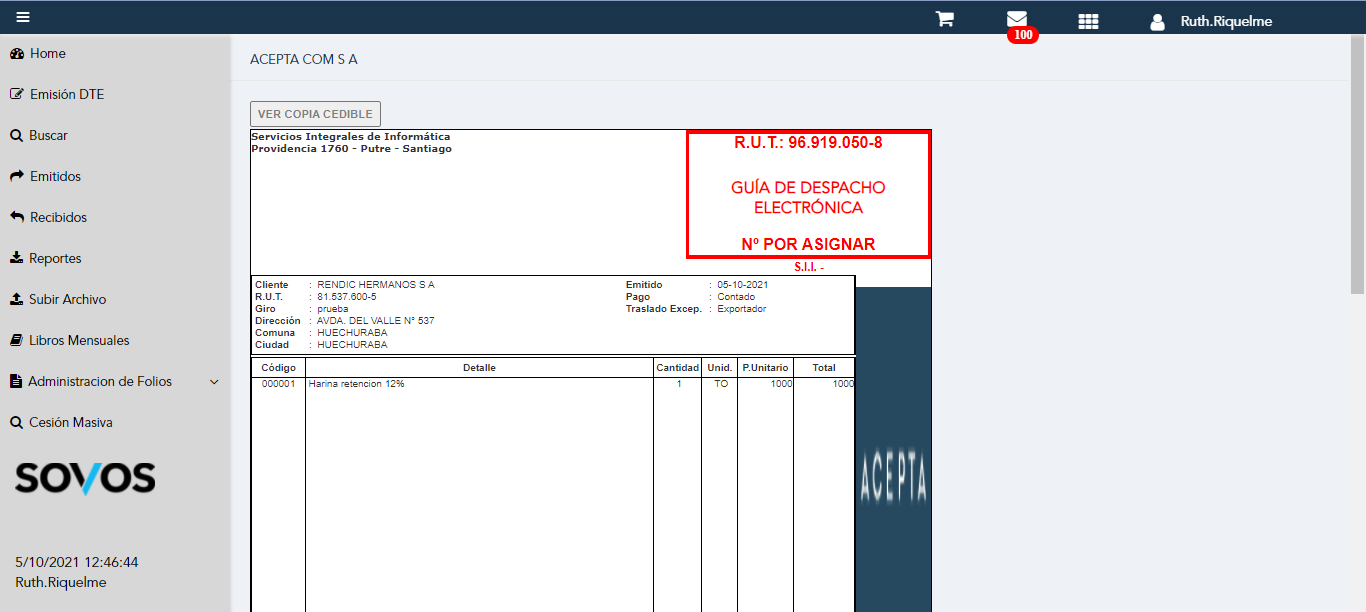 100
Ruth.Riquelme
Home
Emisión DTE
Buscar
Emitidos
Recibidos
Reportes
Subir Archivo
Libros Mensuales
Administracion de Folios
Cesión Masiva
SOVOS
5/10/2021 12:46:44
Ruth.Riquelme
ACEPTA COM S A
VER COPIA CEDIBLE
Servicios Integrales de Informática
Providencia 1760 - Putre - Santiago
R.U.T.: 96.919.050-8
GUÍA DE DESPACHO
ELECTRÓNICA
Nº POR ASIGNAR
S.I.I. -
Cliente : RENDIC HERMANOS S A Emitido : 05-10-2021
R.U.T. : 81.537.600-5 Pago : Contado
Giro : prueba Traslado Excep. : Exportador
Dirección : AVDA. DEL VALLE N° 537
Comuna : HUECHURABA
Ciudad : HUECHURABA
Código Detalle Cantidad Unid. P.Unitario Total
000001 Harina retencion 12% 1 TO 1000 1000
ACEPTA